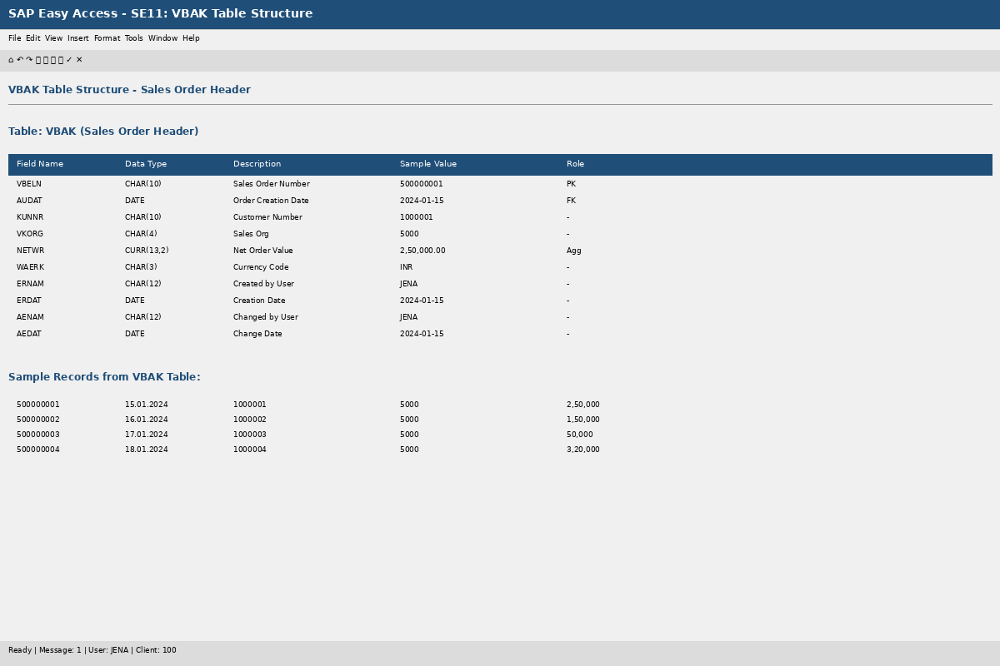 SAP Easy Access - SE11: VBAK Table Structure
File Edit View Insert Format Tools Window Help
VBAK Table Structure - Sales Order Header
Table: VBAK (Sales Order Header)
Field Name Data Type Description Sample Value Role
VBELN CHAR(10) Sales Order Number 500000001 PK
AUDAT DATE Order Creation Date 2024-01-15 FK
KUNNR CHAR(10) Customer Number 1000001 -
VKORG CHAR(4) Sales Org 5000 -
NETWR CURR(13,2) Net Order Value 2,50,000.00 Agg
WAERK CHAR(3) Currency Code INR -
ERNAM CHAR(12) Created by User JENA -
ERDAT DATE Creation Date 2024-01-15 -
AENAM CHAR(12) Changed by User JENA -
AEDAT DATE Change Date 2024-01-15 -
Sample Records from VBAK Table:
500000001 15.01.2024 1000001 5000 2,50,000
500000002 16.01.2024 1000002 5000 1,50,000
500000003 17.01.2024 1000003 5000 50,000
500000004 18.01.2024 1000004 5000 3,20,000
Ready | Message: 1 | User: JENA | Client: 100